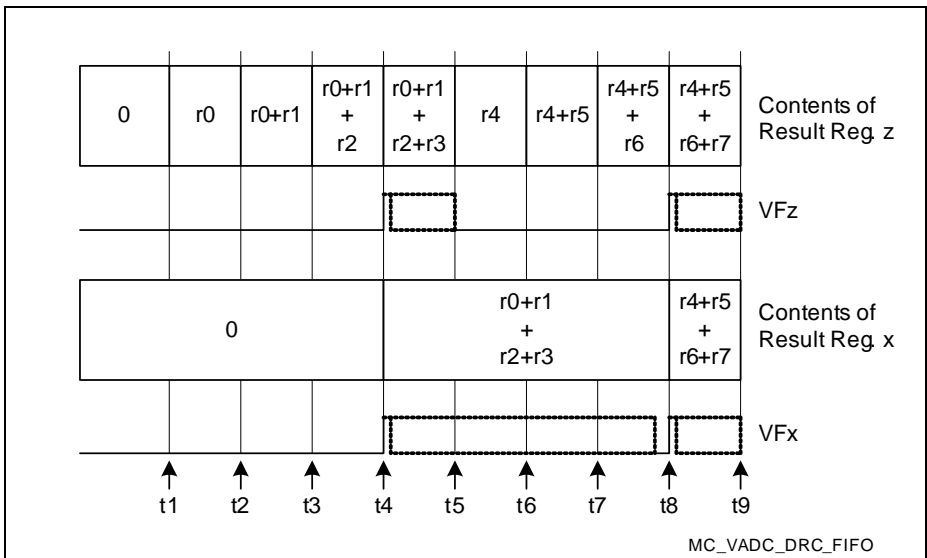 0
r0
r0+r1
r0+r1
+
r2
r0+r1
+
r2+r3
r4
r4+r5
r4+r5
+
r6
r4+r5
+
r6+r7
Contents of
Result Reg. z
VFz
0
r0+r1
+
r2+r3
r4+r5
+
r6+r7
Contents of
Result Reg. x
VFx
t1
t2
t3
t4
t5
t6
t7
t8
t9
MC_VADC_DRC_FIFO